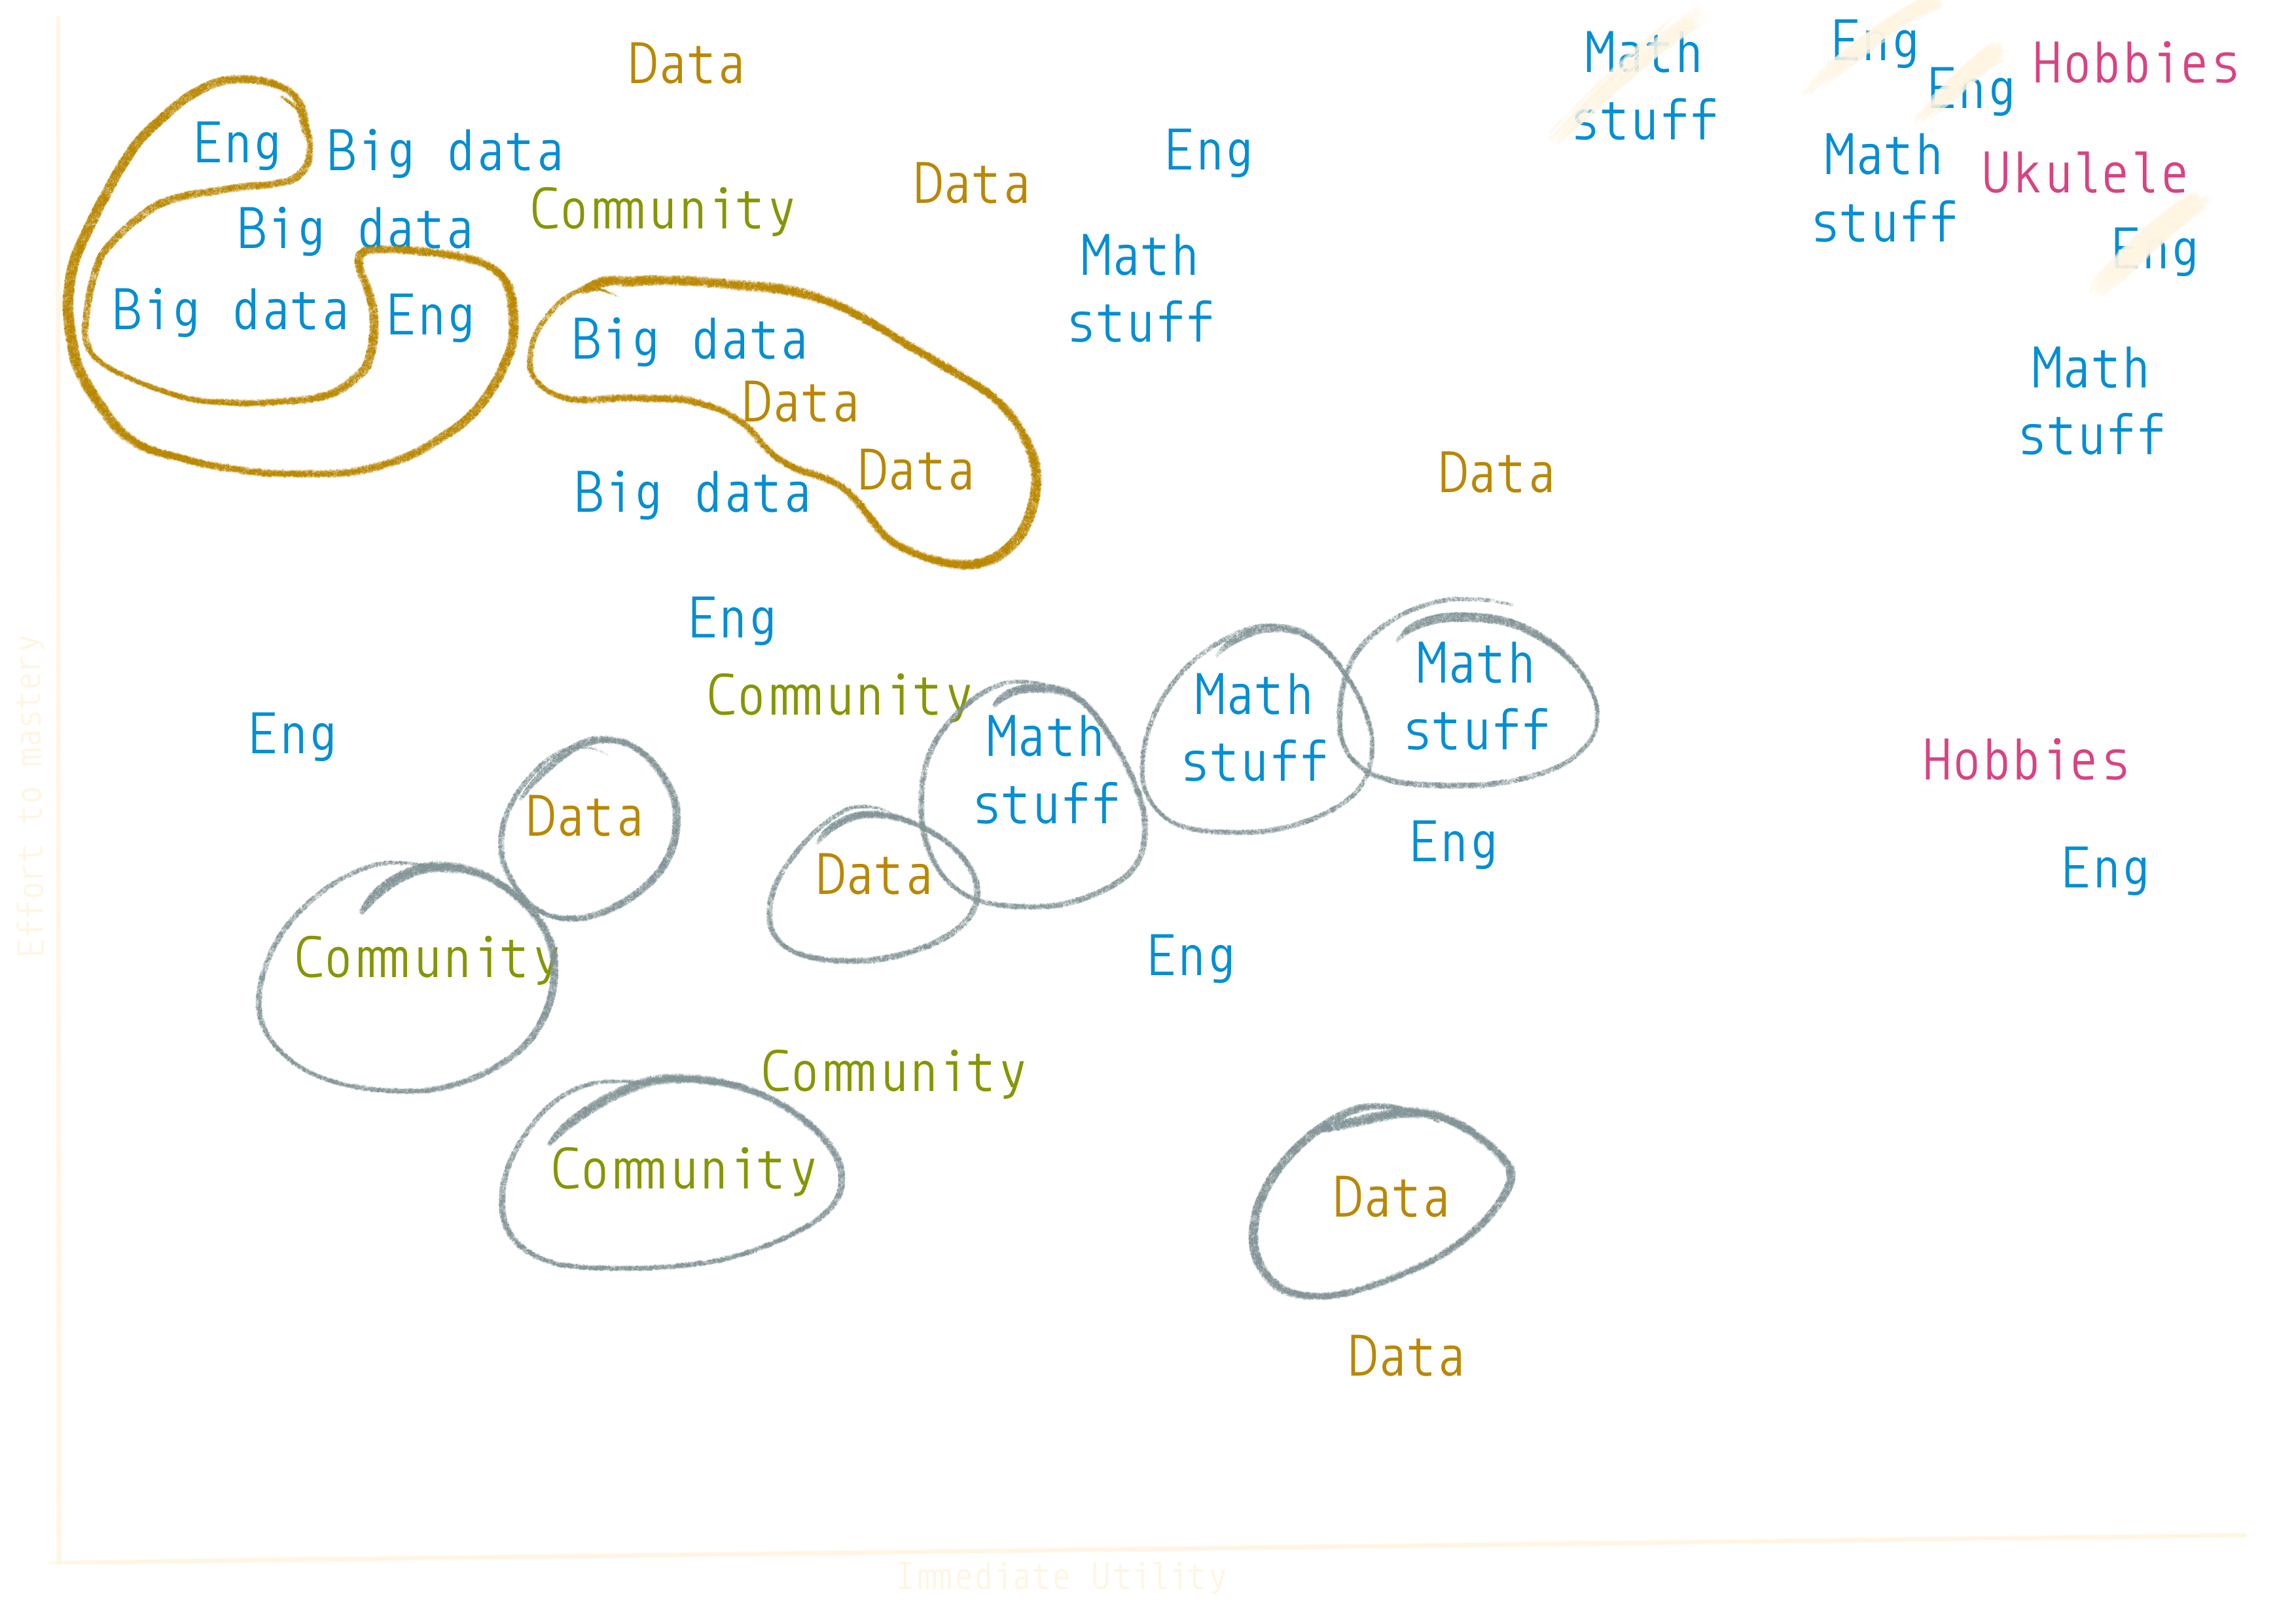 Data
Math
stuff
Eng
Eng
Hobbies
Eng
Big data
Community
Data
Eng
Math
stuff
Ukulele
Big data
Eng
Math
stuff
Big data
Eng
Big data
Data
Math
stuff
Data
Big data
Data
Eng
Community
Math
stuff
Math
stuff
Math
stuff
Eng
Hobbies
Data
Data
Eng
Eng
Community
Eng
Community
Community
Data
Data
Effort to mastery
Immediate Utility